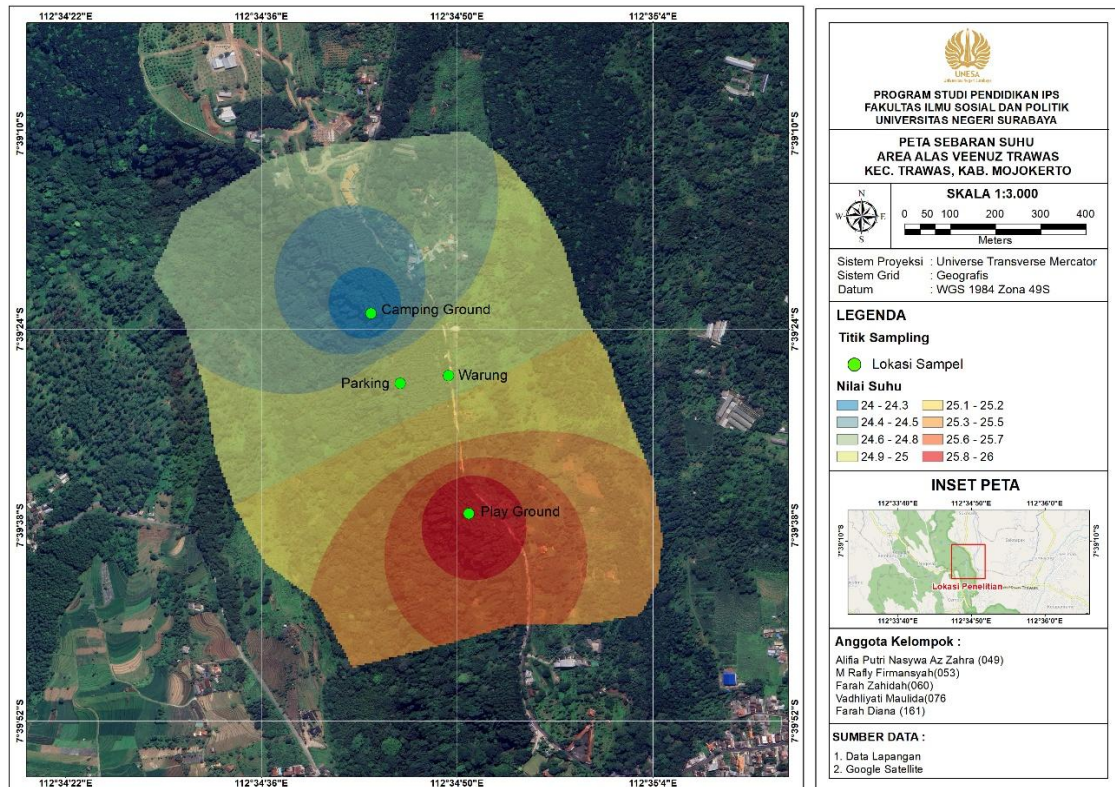 112°34'22"E
112°34'36"E
112°34'50"E
112°35'4"E
7°39'10"S
7°39'10"S
Camping Ground
7°39'24"S
7°39'24"S
Parking
Warung
Play Ground
7°39'38"S
7°39'38"S
7°39'52"S
7°39'52"S
112°34'22"E
112°34'36"E
112°34'50"E
112°35'4"E
UNESA
PROGRAM STUDI PENDIDIKAN IPS
FAKULTAS ILMU SOSIAL DAN POLITIK
UNIVERSITAS NEGERI SURABAYA
PETA SEBARAN SUHU
AREA ALAS VEENUZ TRAWAS
KEC. TRAWAS, KAB. MOJOKERTO
N
W
E
S
SKALA 1:3.000
0 50 100 200 300 400
Meters
Sistem Proyeksi : Universe Transverse Mercator
Sistem Grid : Geografis
Datum : WGS 1984 Zona 49S
LEGENDA
Titik Sampling
Lokasi Sampel
Nilai Suhu
24 - 24.3 25.1 - 25.2
24.4 - 24.5 25.3 - 25.5
24.6 - 24.8 25.6 - 25.7
24.9 - 25 25.8 - 26
INSET PETA
112°33'40"E 112°34'50"E 112°36'0"E
7°39'10"S
7°39'10"S
Lokasi Penelitian
112°33'40"E 112°34'50"E 112°36'0"E
Anggota Kelompok :
Alifia Putri Nasywa Az Zahra (049)
M Rafly Firmansyah(053)
Farah Zahidah(060)
Vadhliyati Maulida(076
Farah Diana (161)
SUMBER DATA :
1. Data Lapangan
2. Google Satellite